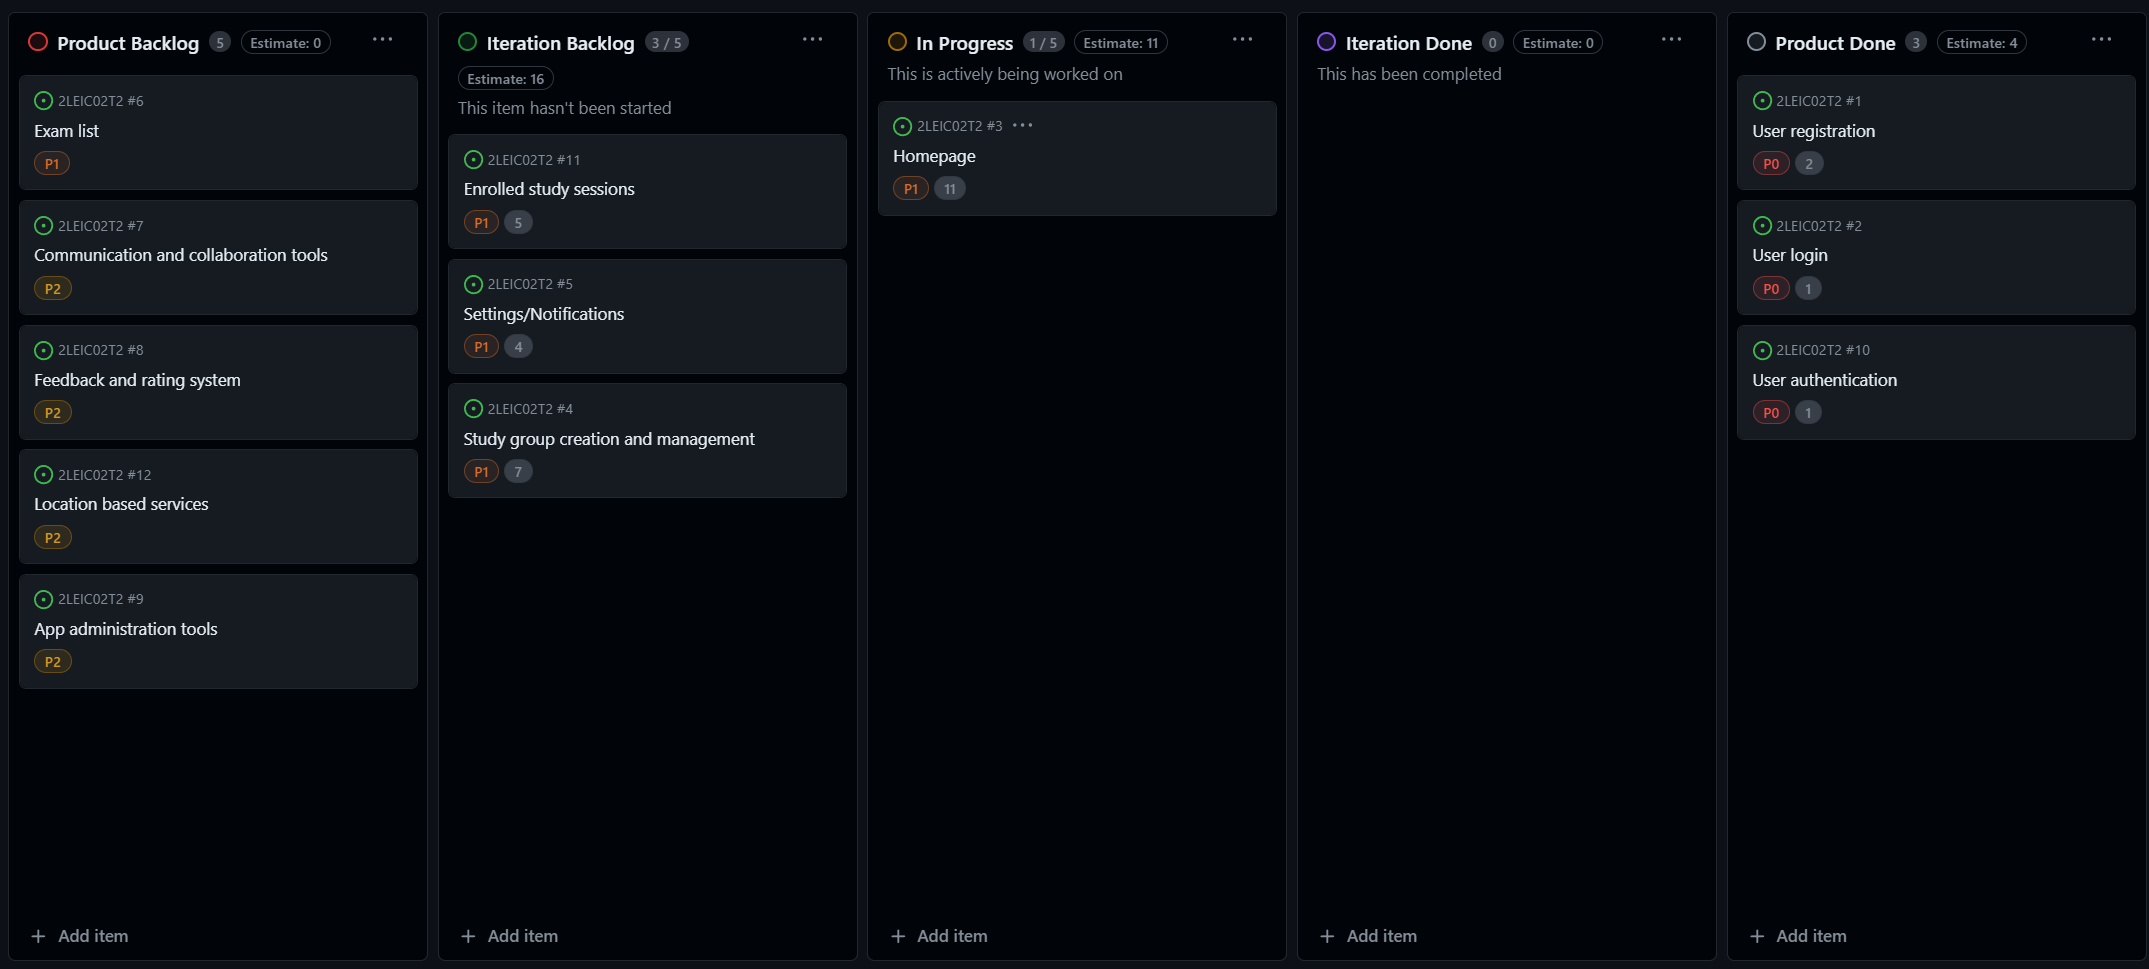 Product Backlog 5 Estimate: 0
2LEIC02T2 #6
Exam list
P1
2LEIC02T2 #7
Communication and collaboration tools
P2
2LEIC02T2 #8
Feedback and rating system
P2
2LEIC02T2 #12
Location based services
P2
2LEIC02T2 #9
App administration tools
P2
+ Add item
Iteration Backlog 3 / 5
Estimate: 16
This item hasn't been started
2LEIC02T2 #11
Enrolled study sessions
P1 5
2LEIC02T2 #5
Settings/Notifications
P1 4
2LEIC02T2 #4
Study group creation and management
P1 7
+ Add item
In Progress 1 / 5 Estimate: 11
This is actively being worked on
2LEIC02T2 #3
Homepage
P1 11
+ Add item
Iteration Done 0 Estimate: 0
This has been completed
+ Add item
Product Done 3 Estimate: 4
2LEIC02T2 #1
User registration
P0 2
2LEIC02T2 #2
User login
P0 1
2LEIC02T2 #10
User authentication
P0 1
+ Add item